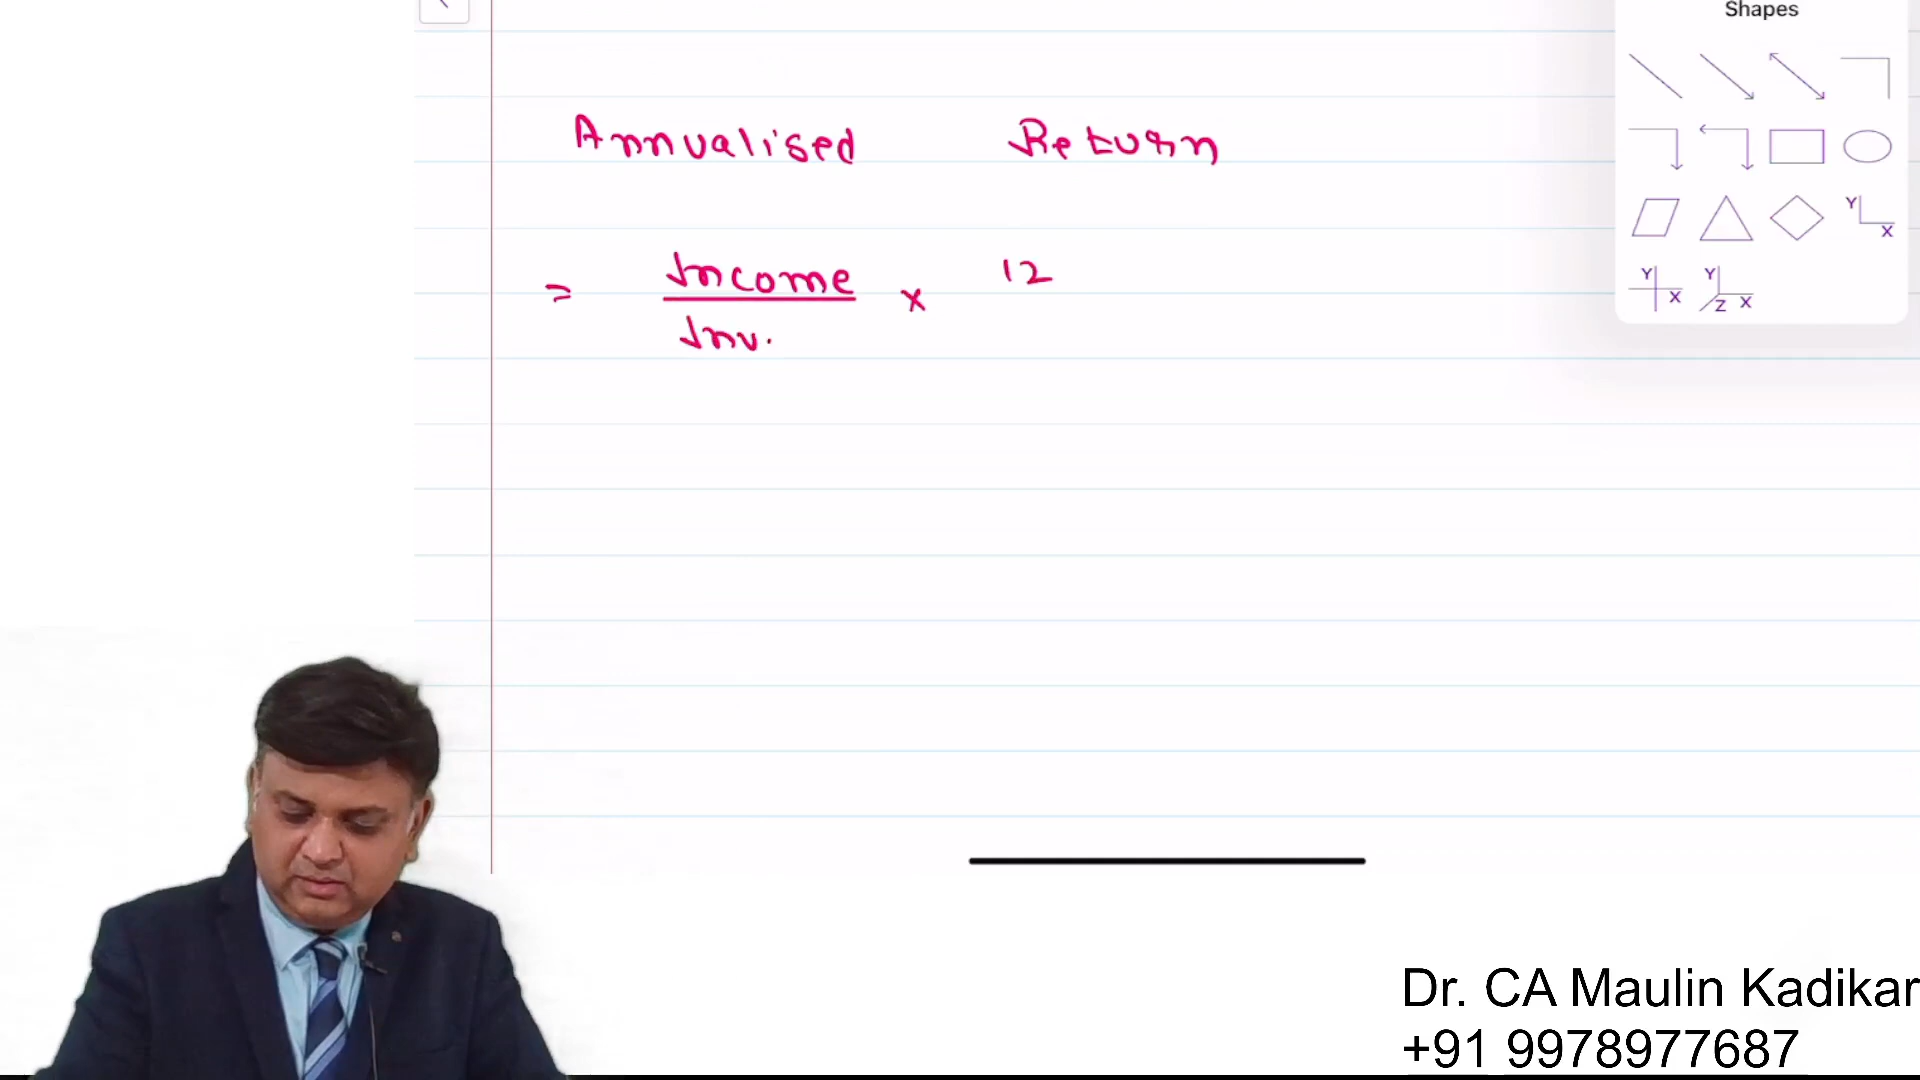 Shapes
Annualised Return
= Income / Inv. × 12
Y X
Y X Y Z X
Dr. CA Maulin Kadikar
+91 9978977687